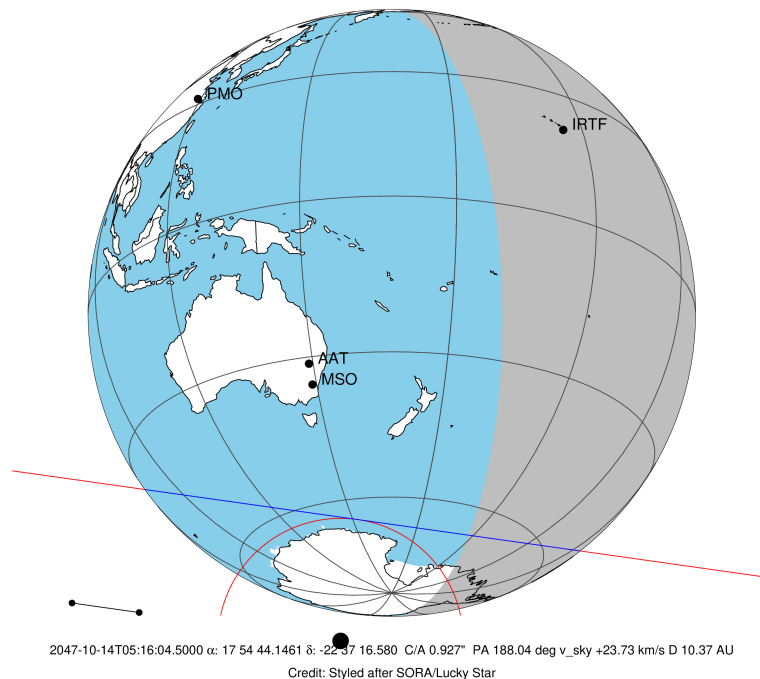 PMO
IRTF
AAT
MSO
2047-10-14T05:16:04.5000 α: 17 54 44.1461 δ: -22 37 16.580 C/A 0.927" PA 188.04 deg v_sky +23.73 km/s D 10.37 AU
Credit: Styled after SORA/Lucky Star